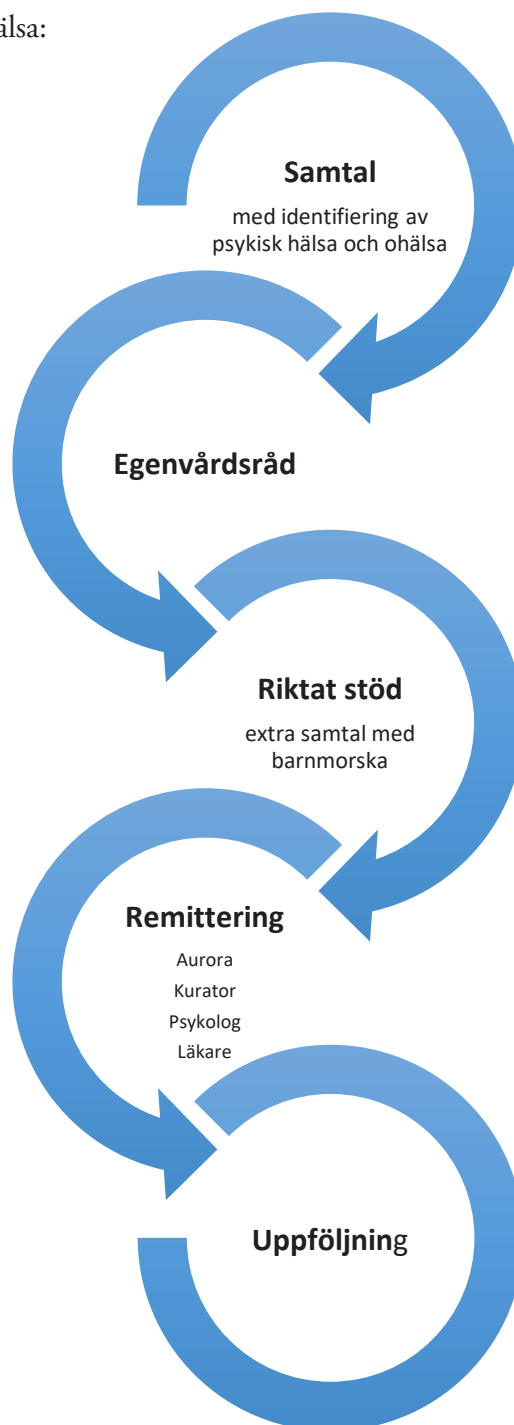 älsa:
Samtal
med identifiering av
psykisk hälsa och ohälsa
Egenvårdsråd
Riktat stöd
extra samtal med
barnmorska
Remittering
Aurora
Kurator
Psykolog
Läkare
Uppföljning